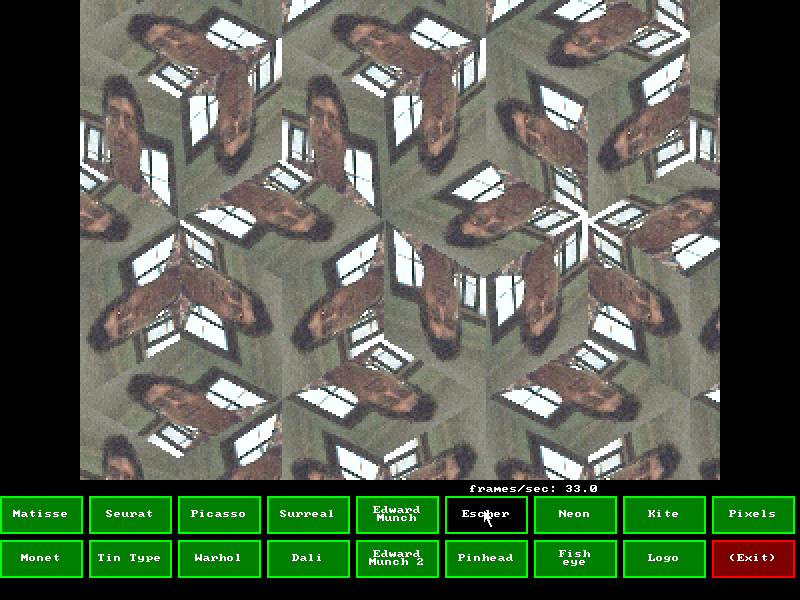 frames/sec: 33.0
Matisse Seurat Picasso Surreal Edward Munch Escher Neon Kite Pixels
Monet Tin Type Warhol Dali Edward Munch 2 Pinhead Fish eye Logo (Exit)